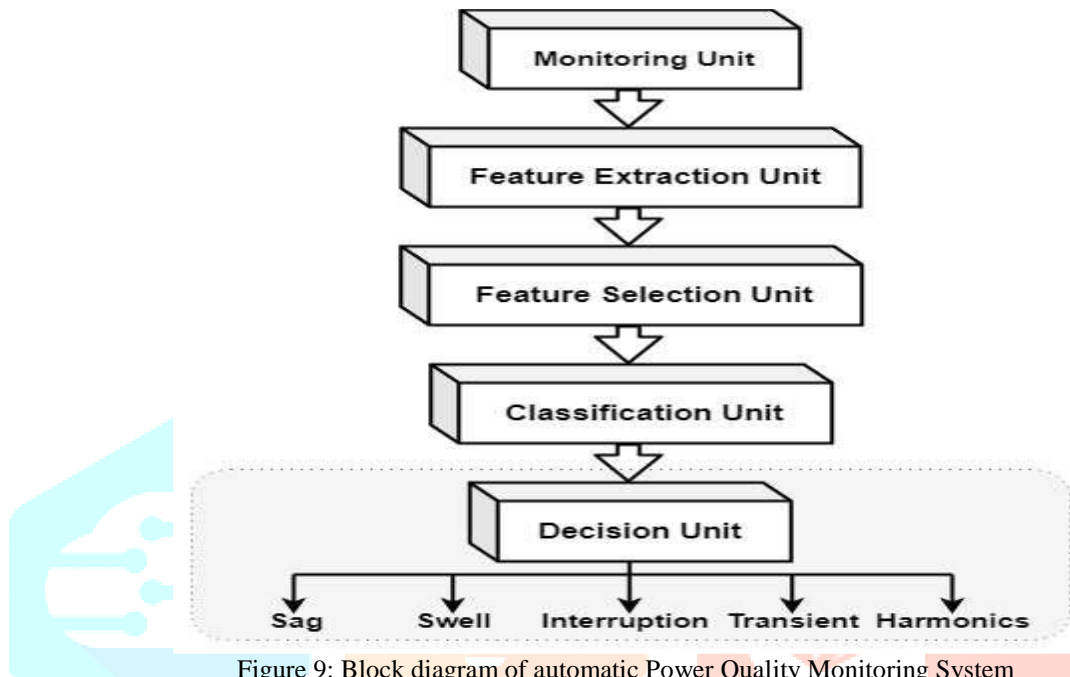 Monitoring Unit
Feature Extraction Unit
Feature Selection Unit
Classification Unit
Decision Unit
Sag Swell Interruption Transient Harmonics
Figure 9: Block diagram of automatic Power Quality Monitoring System